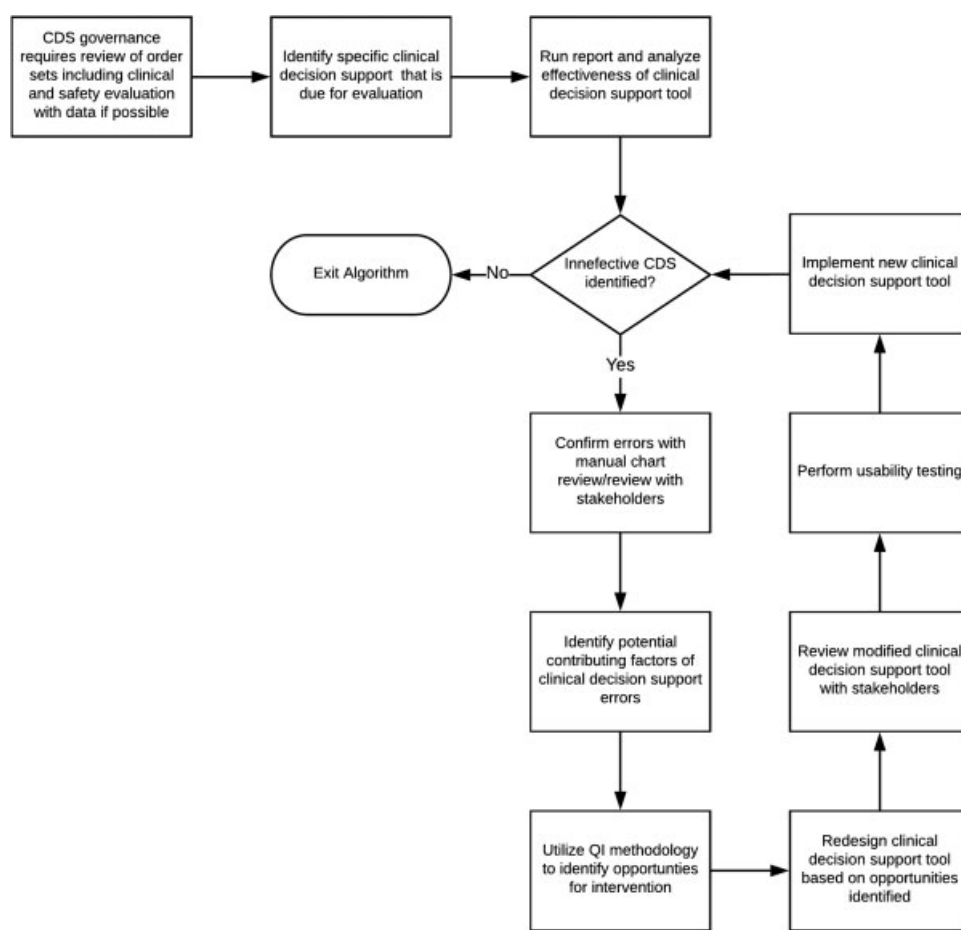 CDS governance
requires review of order
sets including clinical
and safety evaluation
with data if possible
Identify specific clinical
decision support that is
due for evaluation
Run report and analyze
effectiveness of clinical
decision support tool
Innefective CDS
identified?
No
Exit Algorithm
Yes
Confirm errors with
manual chart
review/review with
stakeholders
Identify potential
contributing factors of
clinical decision support
errors
Utilize QI methodology
to identify opportunties
for intervention
Redesign clinical
decision support tool
based on opportunities
identified
Review modified clinical
decision support tool
with stakeholders
Perform usability testing
Implement new clinical
decision support tool